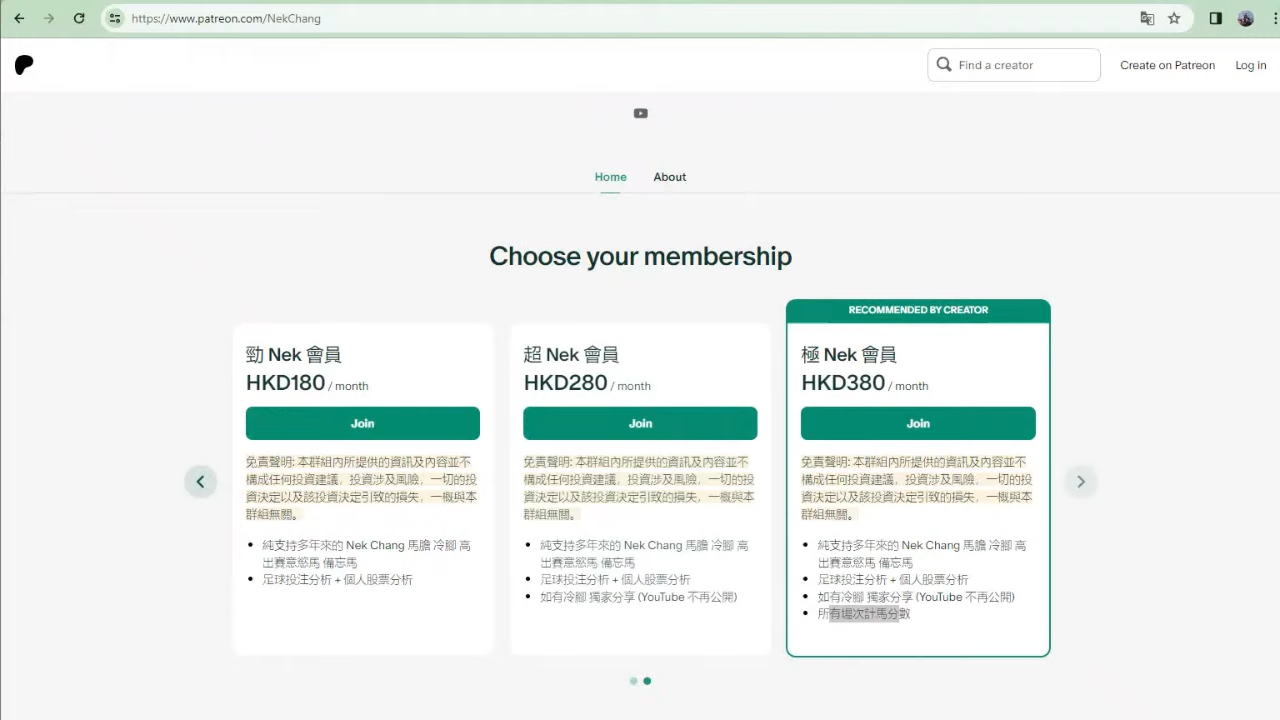 https://www.patreon.com/NekChang
Find a creator
Create on Patreon
Log in
Home
About
Choose your membership
勁 Nek 會員
HKD180 / month
Join
免責聲明: 本群組內所提供的資訊及內容並不
構成任何投資建議，投資涉及風險，一切的投
資決定以及該投資決定引致的損失，一概與本
群組無關。
純支持多年來的 Nek Chang 馬膽 冷腳 高
出賽意慾馬 備忘馬
足球投注分析 + 個人股票分析
超 Nek 會員
HKD280 / month
Join
免責聲明: 本群組內所提供的資訊及內容並不
構成任何投資建議，投資涉及風險，一切的投
資決定以及該投資決定引致的損失，一概與本
群組無關。
純支持多年來的 Nek Chang 馬膽 冷腳 高
出賽意慾馬 備忘馬
足球投注分析 + 個人股票分析
如有冷腳 獨家分享 (YouTube 不再公開)
RECOMMENDED BY CREATOR
極 Nek 會員
HKD380 / month
Join
免責聲明: 本群組內所提供的資訊及內容並不
構成任何投資建議，投資涉及風險，一切的投
資決定以及該投資決定引致的損失，一概與本
群組無關。
純支持多年來的 Nek Chang 馬膽 冷腳 高
出賽意慾馬 備忘馬
足球投注分析 + 個人股票分析
如有冷腳 獨家分享 (YouTube 不再公開)
所有場次計馬分數